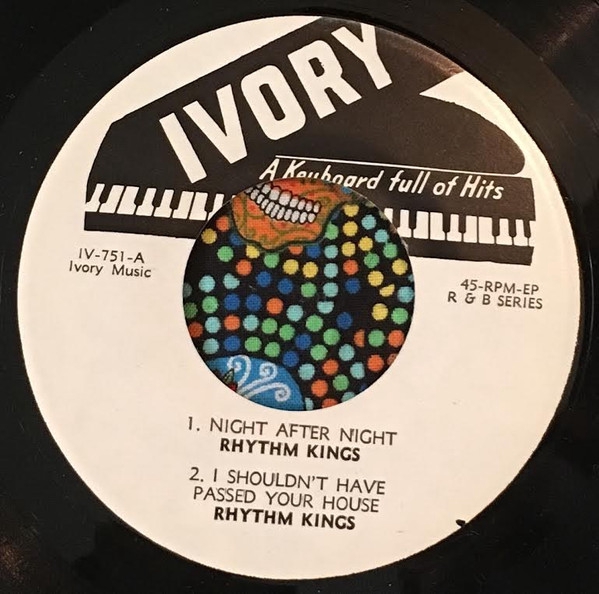 IVORY
A Keyboard full of Hits
IV-751-A
Ivory Music
45-RPM-EP
R & B SERIES
1. NIGHT AFTER NIGHT
RHYTHM KINGS
2. I SHOULDN'T HAVE
PASSED YOUR HOUSE
RHYTHM KINGS